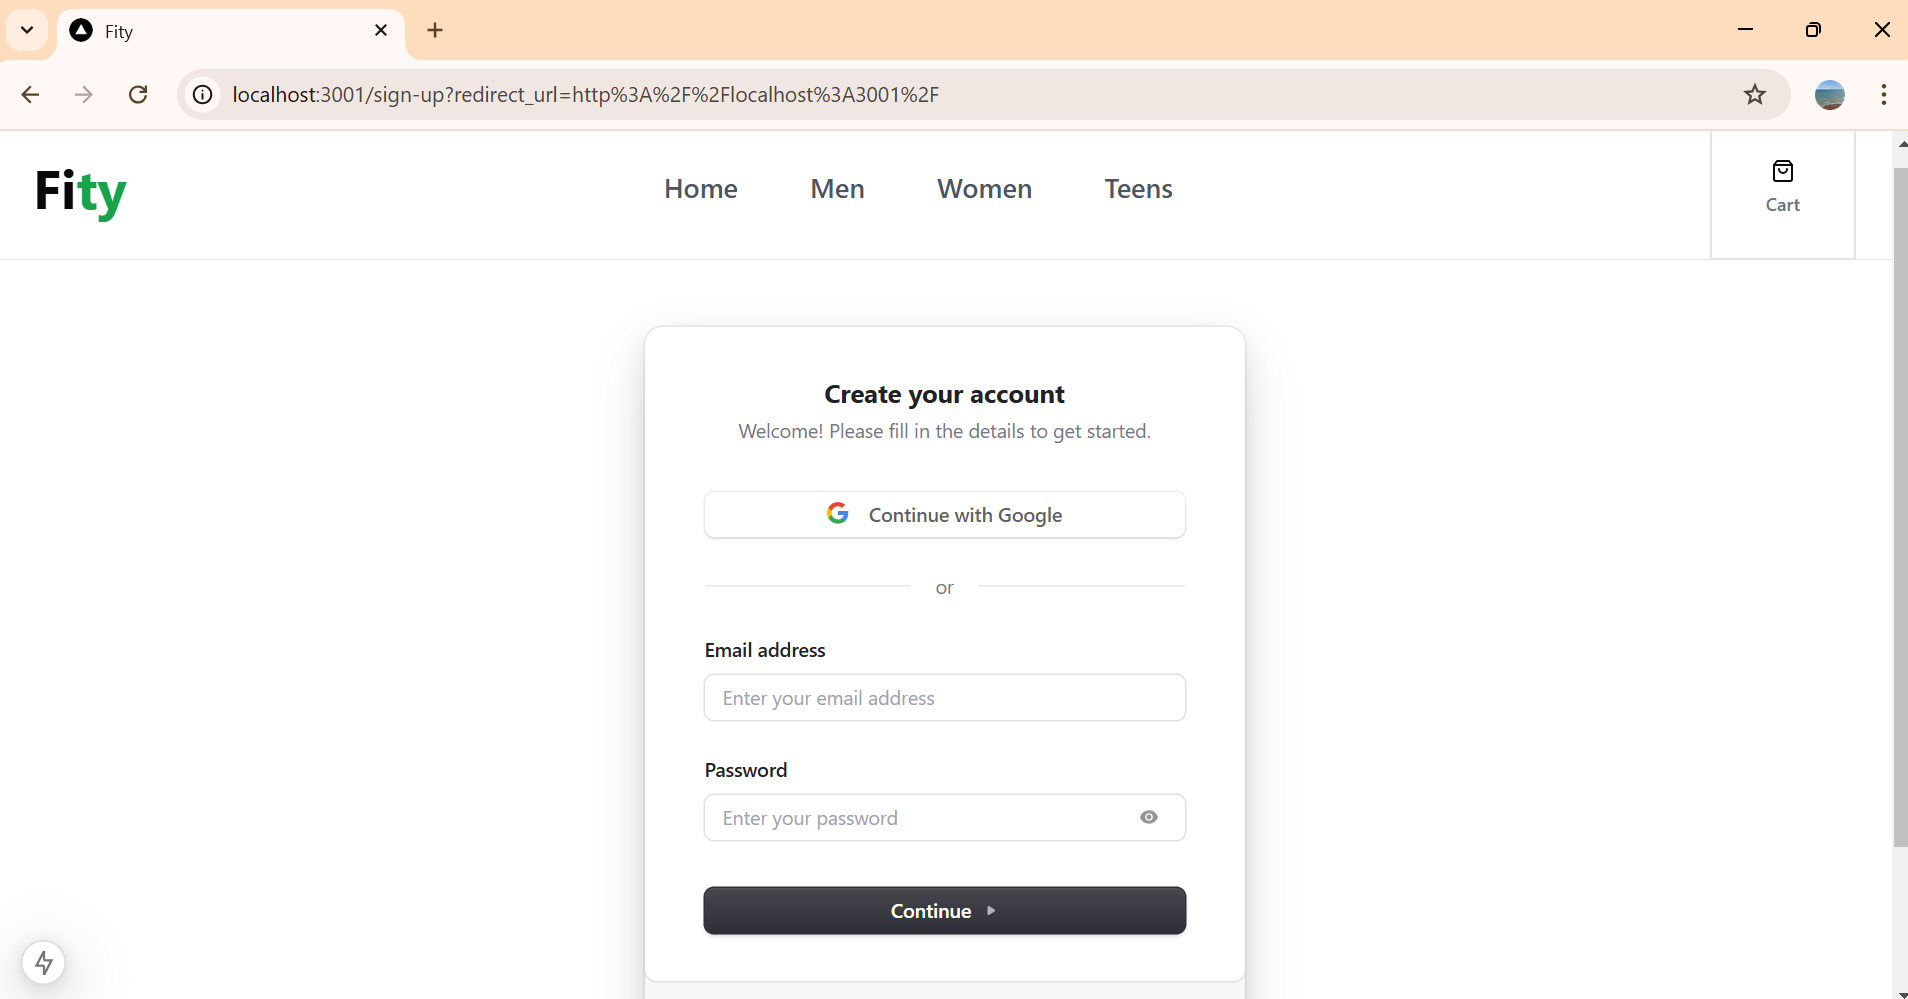 Fity
localhost:3001/sign-up?redirect_url=http%3A%2F%2Flocalhost%3A3001%2F
Fity
Home Men Women Teens
Cart
Create your account
Welcome! Please fill in the details to get started.
Continue with Google
or
Email address
Enter your email address
Password
Enter your password
Continue